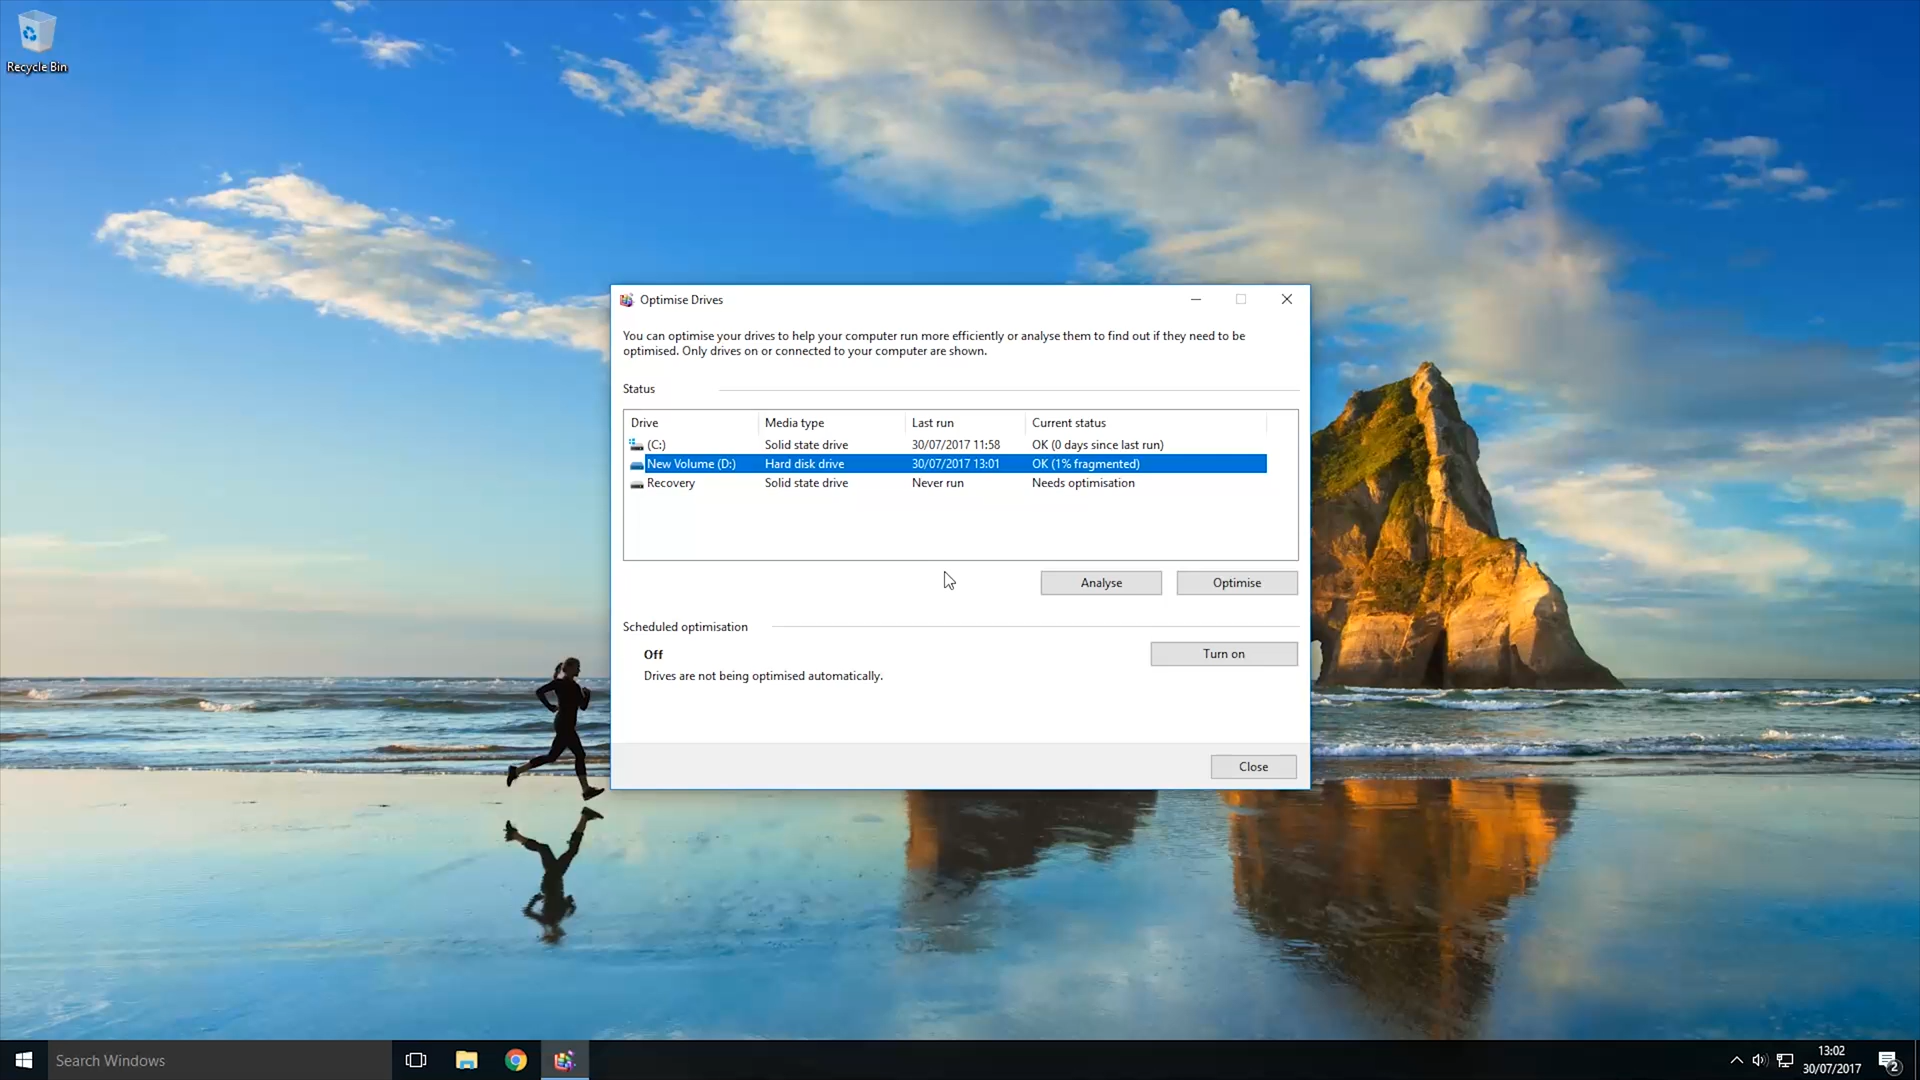 Recycle Bin
Optimise Drives
You can optimise your drives to help your computer run more efficiently or analyse them to find out if they need to be
optimised. Only drives on or connected to your computer are shown.
Status
Drive Media type Last run Current status
(C:) Solid state drive 30/07/2017 11:58 OK (0 days since last run)
New Volume (D:) Hard disk drive 30/07/2017 13:01 OK (1% fragmented)
Recovery Solid state drive Never run Needs optimisation
Analyse Optimise
Scheduled optimisation
Off Turn on
Drives are not being optimised automatically.
Close
Search Windows
13:02
30/07/2017
2